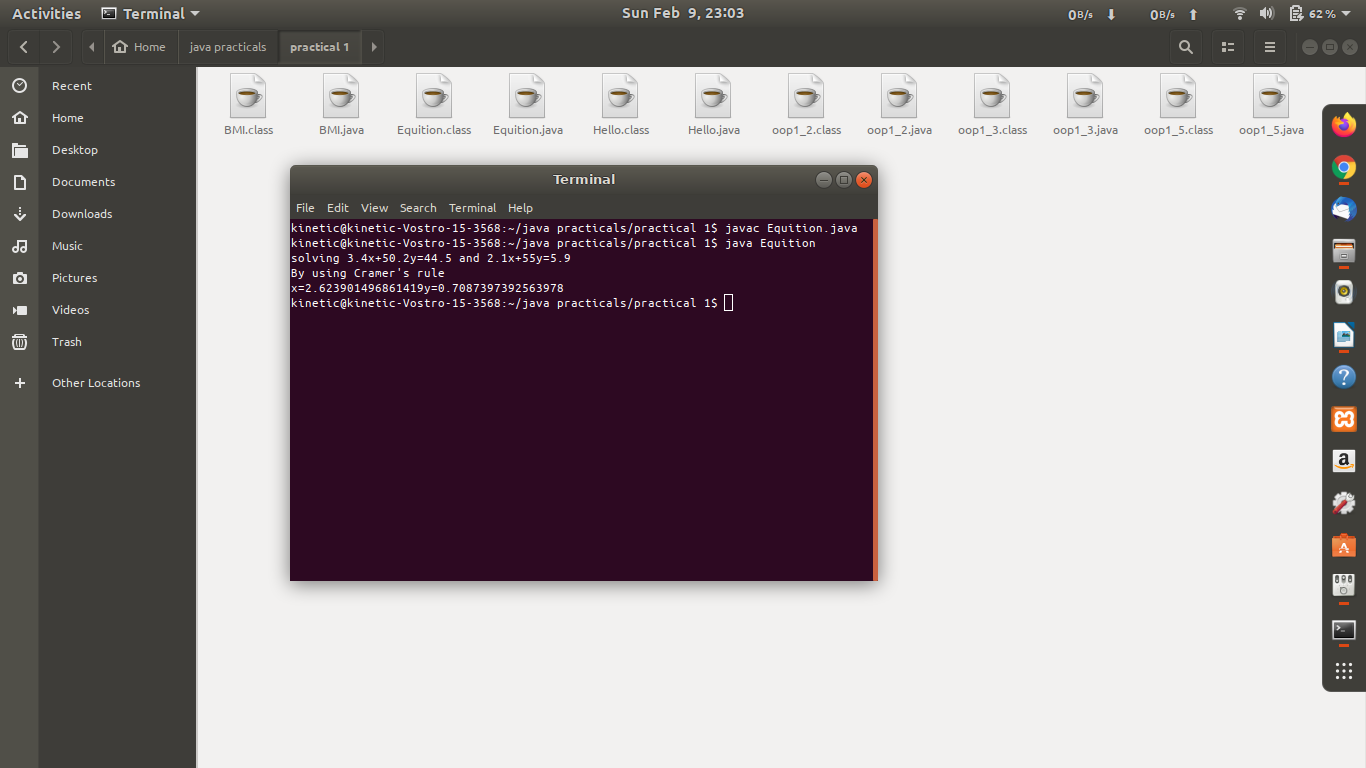 Activities Terminal Sun Feb 9, 23:03 0B/s 0B/s 62 %
Home java practicals practical 1
Recent
Home
Desktop
Documents
Downloads
Music
Pictures
Videos
Trash
Other Locations
BMI.class BMI.java Equition.class Equition.java Hello.class Hello.java oop1_2.class oop1_2.java oop1_3.class oop1_3.java oop1_5.class oop1_5.java
Terminal
File Edit View Search Terminal Help
kinetic@kinetic-Vostro-15-3568:~/java practicals/practical 1$ javac Equition.java
kinetic@kinetic-Vostro-15-3568:~/java practicals/practical 1$ java Equition
solving 3.4x+50.2y=44.5 and 2.1x+55y=5.9
By using Cramer's rule
x=2.623901496861419y=0.7087397392563978
kinetic@kinetic-Vostro-15-3568:~/java practicals/practical 1$